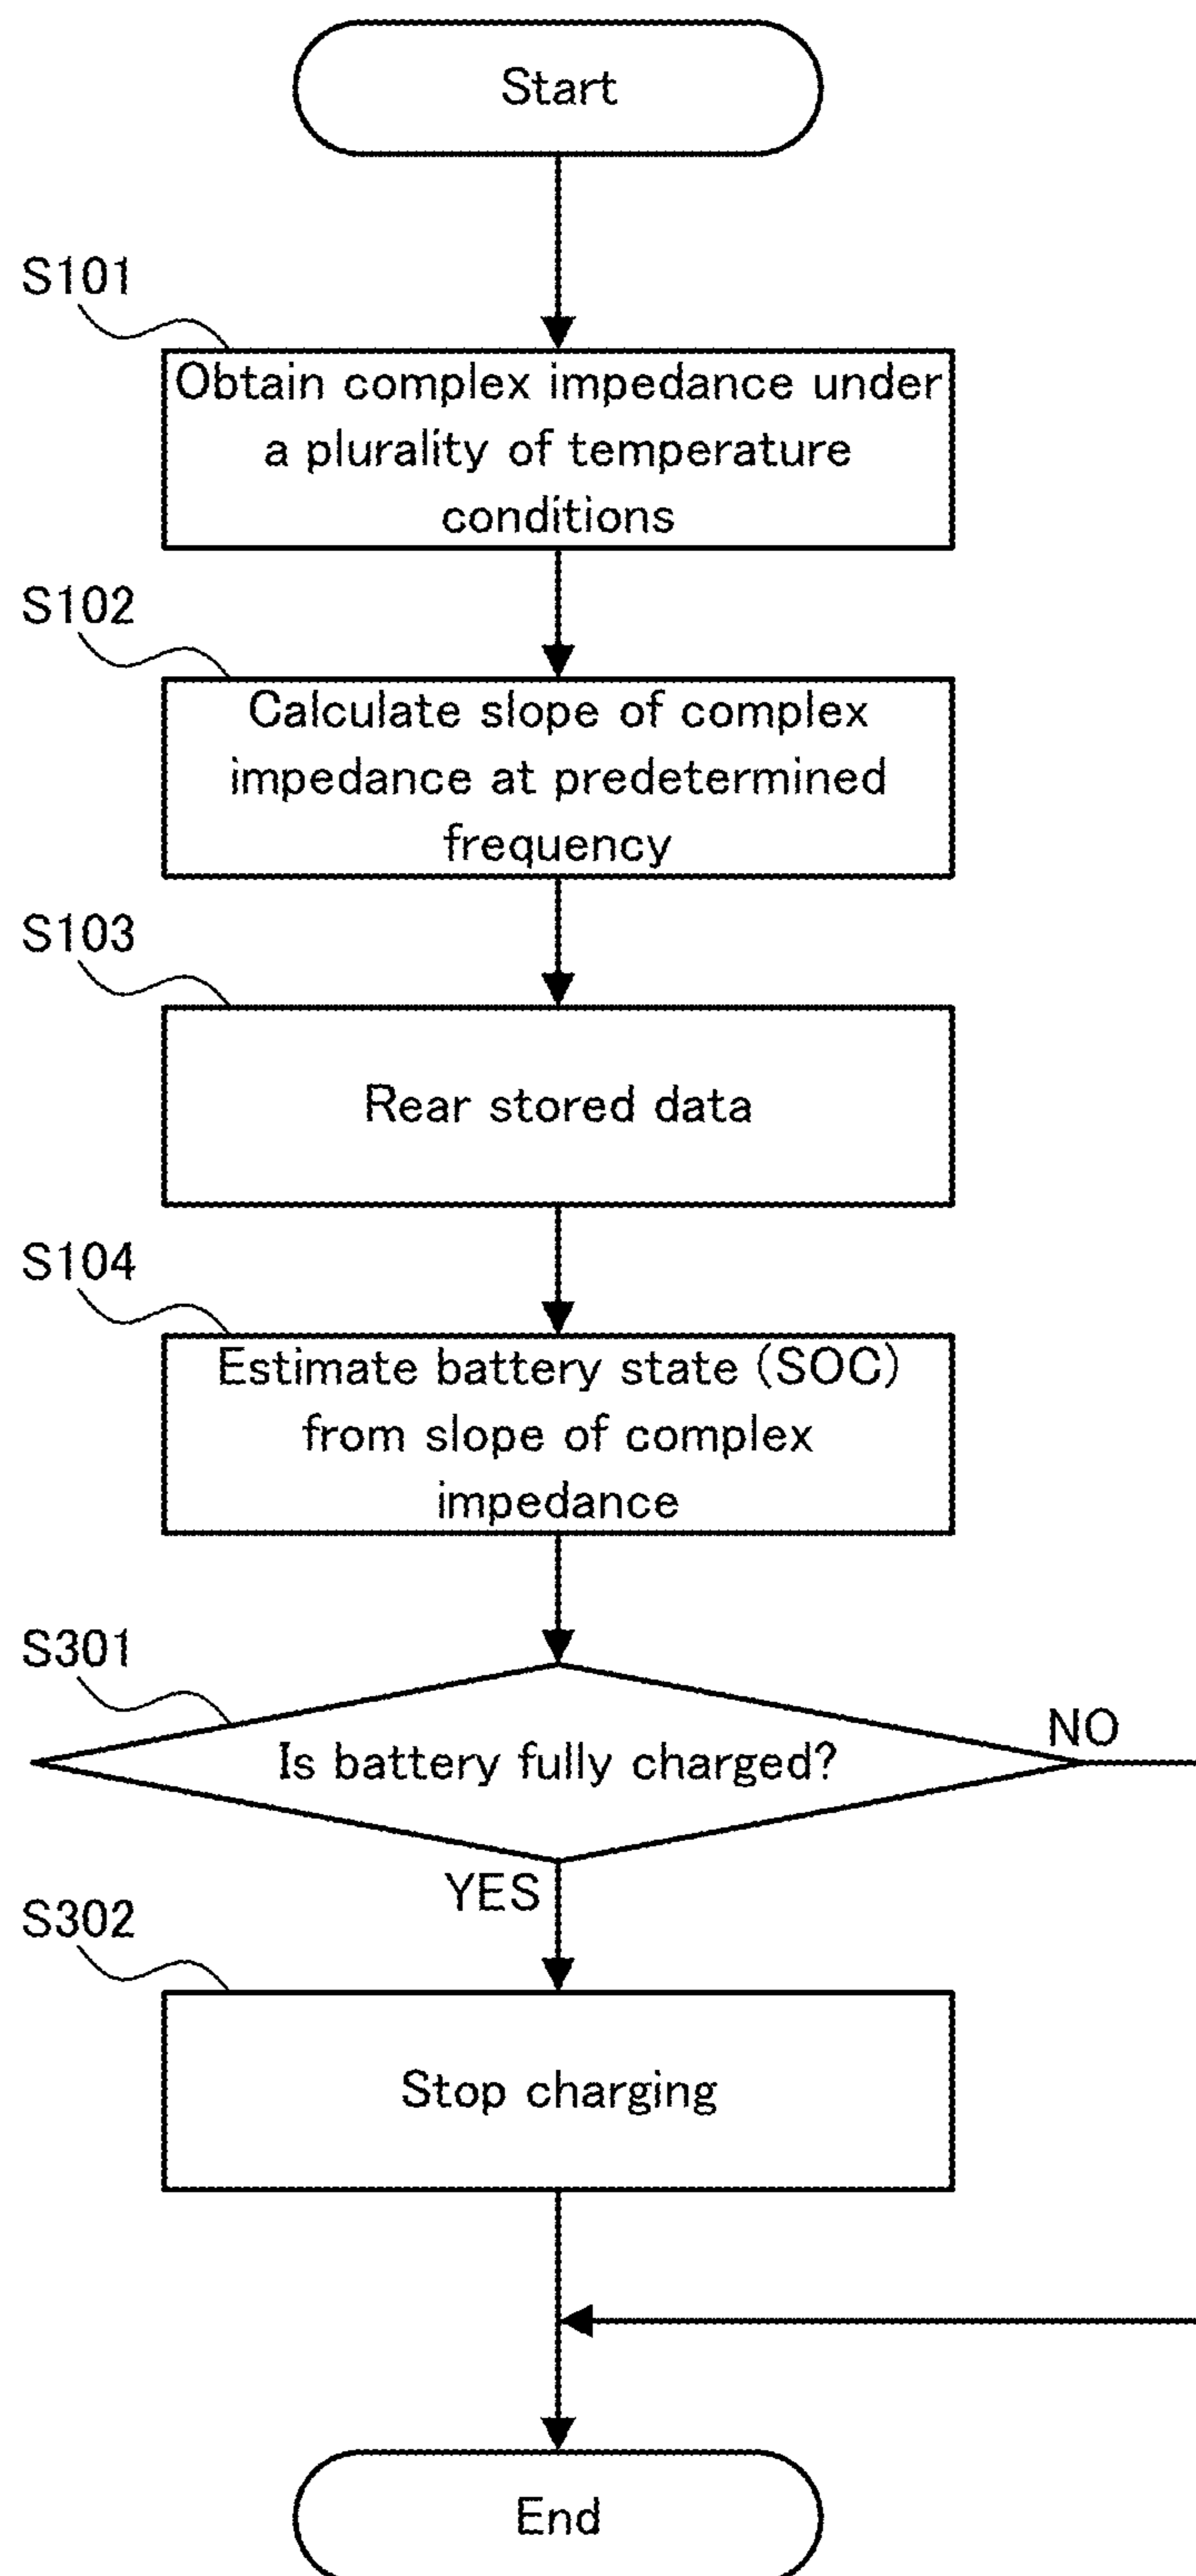 Start
S101
Obtain complex impedance under
a plurality of temperature
conditions
S102
Calculate slope of complex
impedance at predetermined
frequency
S103
Rear stored data
S104
Estimate battery state (SOC)
from slope of complex
impedance
S301
Is battery fully charged?
NO
YES
S302
Stop charging
End